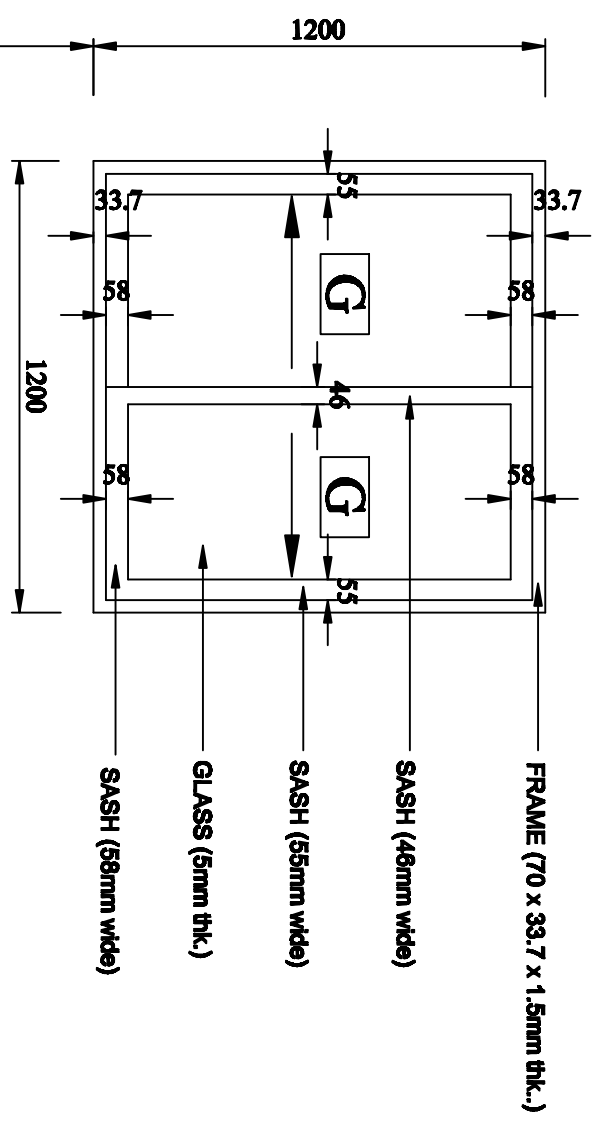 1200
55
33.7
33.7
G
58
58
1200
46
58
58
G
55
FRAME (70 x 33.7 x 1.5mm thk..)
SASH (46mm wide)
SASH (55mm wide)
GLASS (5mm thk.)
SASH (58mm wide)